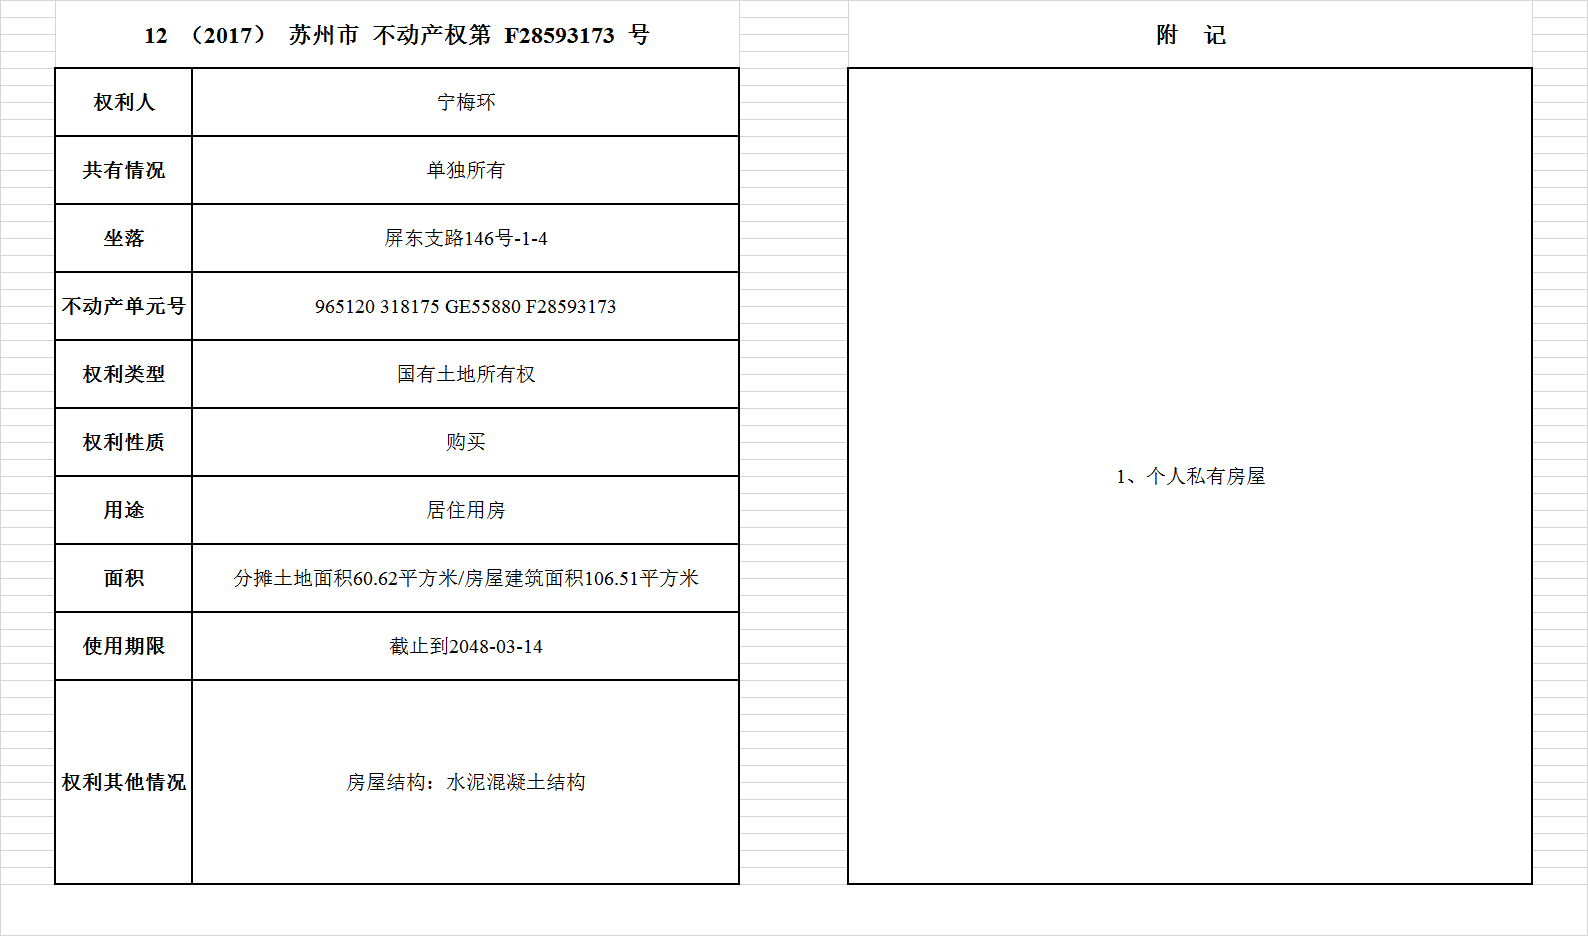 12 （2017） 苏州市 不动产权第 F28593173 号
权利人 宁梅环
共有情况 单独所有
坐落 屏东支路146号-1-4
不动产单元号 965120 318175 GE55880 F28593173
权利类型 国有土地所有权
权利性质 购买
用途 居住用房
面积 分摊土地面积60.62平方米/房屋建筑面积106.51平方米
使用期限 截止到2048-03-14
权利其他情况 房屋结构：水泥混凝土结构
附 记
1、个人私有房屋